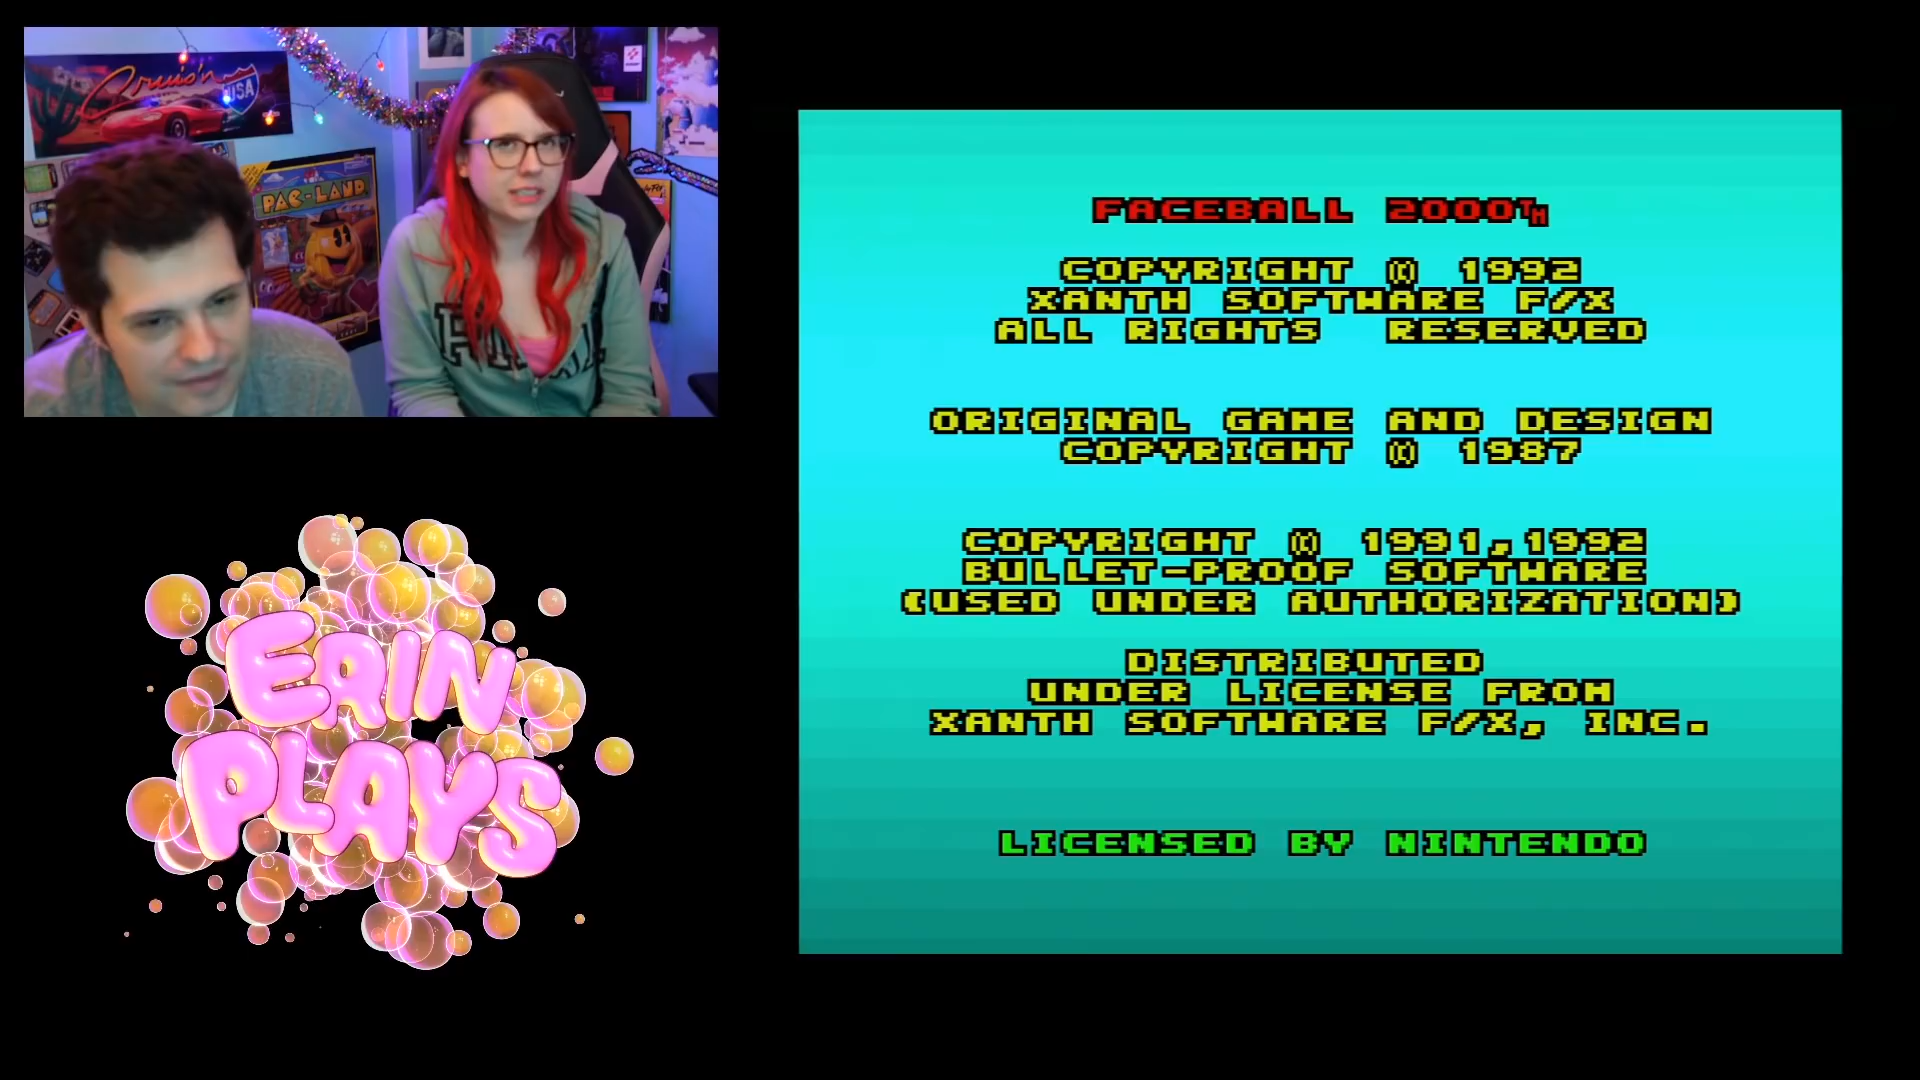 Cruis'n
USA
PAC-LAND
ERIN
PLAYS
FACEBALL 2000™
COPYRIGHT © 1992
XANTH SOFTWARE F/X
ALL RIGHTS RESERVED
ORIGINAL GAME AND DESIGN
COPYRIGHT © 1987
COPYRIGHT © 1991,1992
BULLET-PROOF SOFTWARE
(USED UNDER AUTHORIZATION)
DISTRIBUTED
UNDER LICENSE FROM
XANTH SOFTWARE F/X, INC.
LICENSED BY NINTENDO